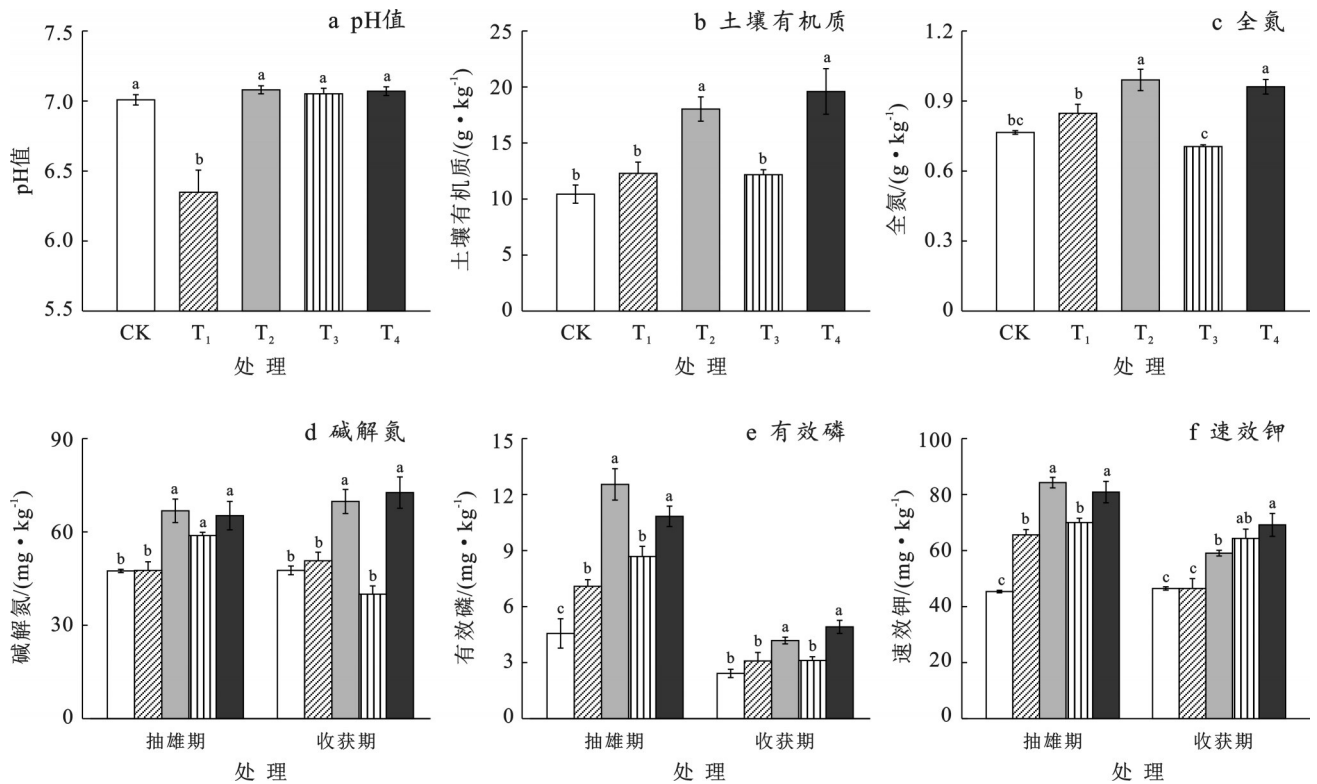 a pH值
7.5
7.0
6.5
6.0
5.5
pH值
a
b
a
a
a
CK T₁ T₂ T₃ T₄
处 理
b 土壤有机质
25
20
15
10
5
0
土壤有机质/(g·kg⁻¹)
b
b
a
b
a
CK T₁ T₂ T₃ T₄
处 理
c 全氮
1.2
0.9
0.6
0.3
0
全氮/(g·kg⁻¹)
bc
b
a
c
a
CK T₁ T₂ T₃ T₄
处 理
d 碱解氮
90
60
30
0
碱解氮/(mg·kg⁻¹)
b b a a a
b b a b a
抽雄期 收获期
处 理
e 有效磷
15
12
9
6
3
0
有效磷/(mg·kg⁻¹)
c b a b a
b b a b a
抽雄期 收获期
处 理
f 速效钾
100
80
60
40
20
0
速效钾/(mg·kg⁻¹)
c b a b a
c c b ab a
抽雄期 收获期
处 理